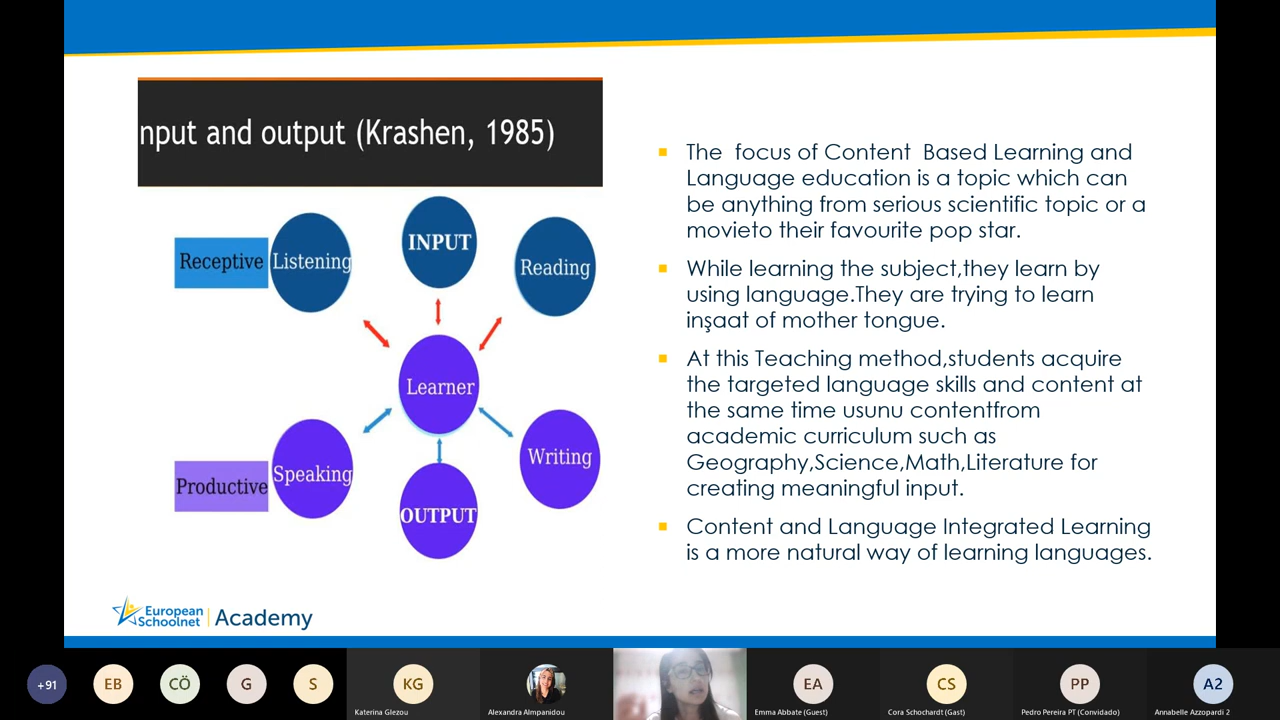 nput and output (Krashen, 1985)
INPUT
Receptive
Listening
Reading
Learner
Speaking
Writing
Productive
OUTPUT
The focus of Content Based Learning and
Language education is a topic which can
be anything from serious scientific topic or a
movieto their favourite pop star.
While learning the subject,they learn by
using language.They are trying to learn
inşaat of mother tongue.
At this Teaching method,students acquire
the targeted language skills and content at
the same time usunu contentfrom
academic curriculum such as
Geography,Science,Math,Literature for
creating meaningful input.
Content and Language Integrated Learning
is a more natural way of learning languages.
European
Schoolnet
Academy
+91
EB
CÖ
G
S
KG
Katerina Glezou
Alexandra Almpanidou
EA
Emma Abbate (Guest)
CS
Cora Schochardt (Gast)
PP
Pedro Pereira PT (Convidado)
A2
Annabelle Azzopardi 2